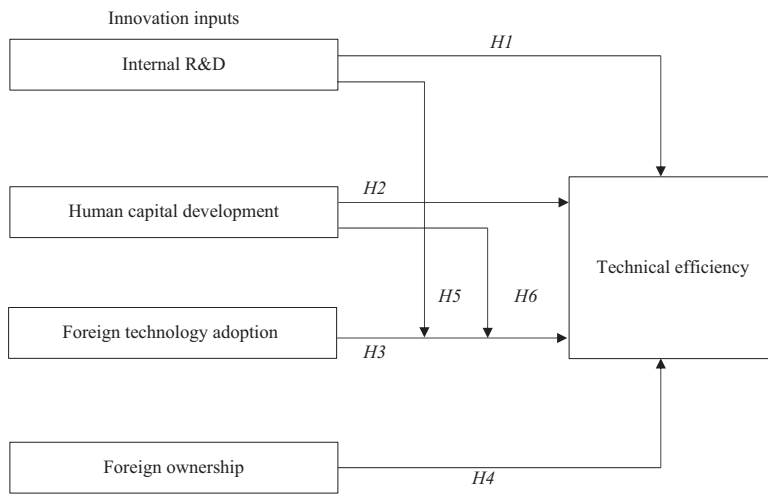 Innovation inputs
Internal R&D
H1
Human capital development
H2
Technical efficiency
H5
H6
Foreign technology adoption
H3
Foreign ownership
H4